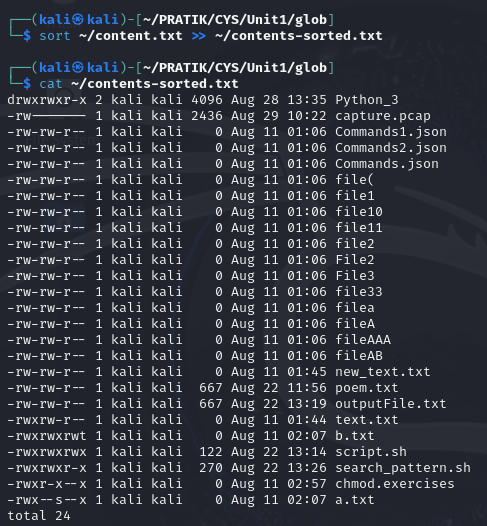 ┌──(kali㉿kali)-[~/PRATIK/CYS/Unit1/glob]
└─$ sort ~/content.txt >> ~/contents-sorted.txt
┌──(kali㉿kali)-[~/PRATIK/CYS/Unit1/glob]
└─$ cat ~/contents-sorted.txt
drwxrwxr-x 2 kali kali 4096 Aug 28 13:35 Python_3
-rw------- 1 kali kali 2436 Aug 29 10:22 capture.pcap
-rw-rw-r-- 1 kali kali    0 Aug 11 01:06 Commands1.json
-rw-rw-r-- 1 kali kali    0 Aug 11 01:06 Commands2.json
-rw-rw-r-- 1 kali kali    0 Aug 11 01:06 Commands.json
-rw-rw-r-- 1 kali kali    0 Aug 11 01:06 file(
-rw-rw-r-- 1 kali kali    0 Aug 11 01:06 file1
-rw-rw-r-- 1 kali kali    0 Aug 11 01:06 file10
-rw-rw-r-- 1 kali kali    0 Aug 11 01:06 file11
-rw-rw-r-- 1 kali kali    0 Aug 11 01:06 file2
-rw-rw-r-- 1 kali kali    0 Aug 11 01:06 File2
-rw-rw-r-- 1 kali kali    0 Aug 11 01:06 File3
-rw-rw-r-- 1 kali kali    0 Aug 11 01:06 file33
-rw-rw-r-- 1 kali kali    0 Aug 11 01:06 filea
-rw-rw-r-- 1 kali kali    0 Aug 11 01:06 fileA
-rw-rw-r-- 1 kali kali    0 Aug 11 01:06 fileAAA
-rw-rw-r-- 1 kali kali    0 Aug 11 01:06 fileAB
-rw-rw-r-- 1 kali kali    0 Aug 11 01:45 new_text.txt
-rw-rw-r-- 1 kali kali  667 Aug 22 11:56 poem.txt
-rw-rw-r-- 1 kali kali  667 Aug 22 13:19 outputFile.txt
-rwxrw-r-- 1 kali kali    0 Aug 11 01:44 text.txt
-rwxrwxrwt 1 kali kali    0 Aug 11 02:07 b.txt
-rwxrwxrwx 1 kali kali  122 Aug 22 13:14 script.sh
-rwxrwxr-x 1 kali kali  270 Aug 22 13:26 search_pattern.sh
-rwxr-x--x 1 kali kali    0 Aug 11 02:57 chmod.exercises
-rwx--s--x 1 kali kali    0 Aug 11 02:07 a.txt
total 24